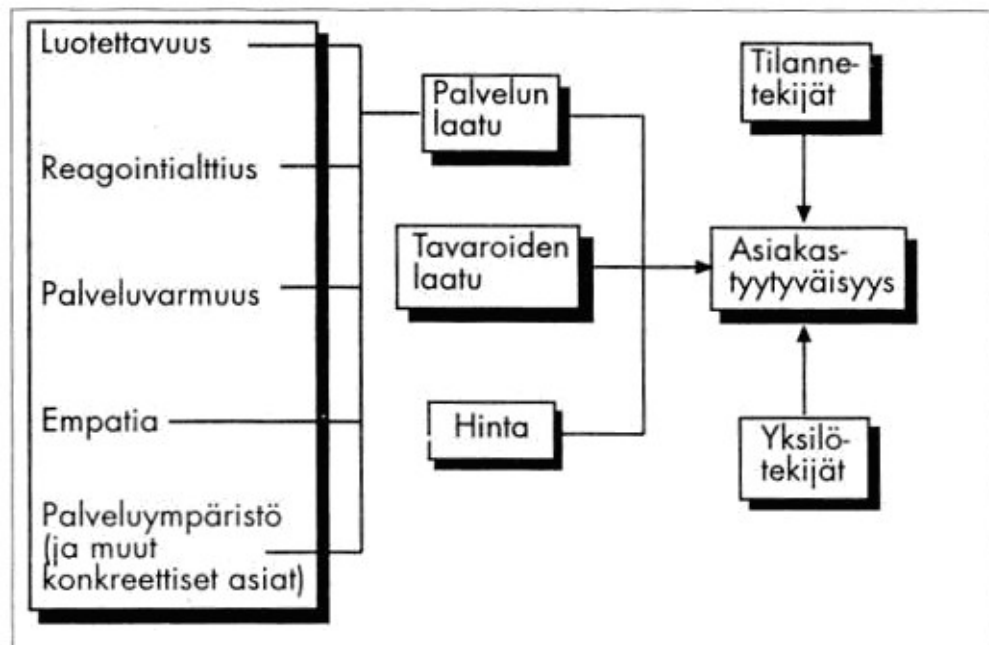 Luotettavuus
Reagointialttius
Palveluvarmuus
Empatia
Palveluympäristö
(ja muut
konkreettiset asiat)
Palvelun
laatu
Tavaroiden
laatu
Hinta
Tilanne-
tekijät
Asiakas-
tyytyväisyys
Yksilö-
tekijät